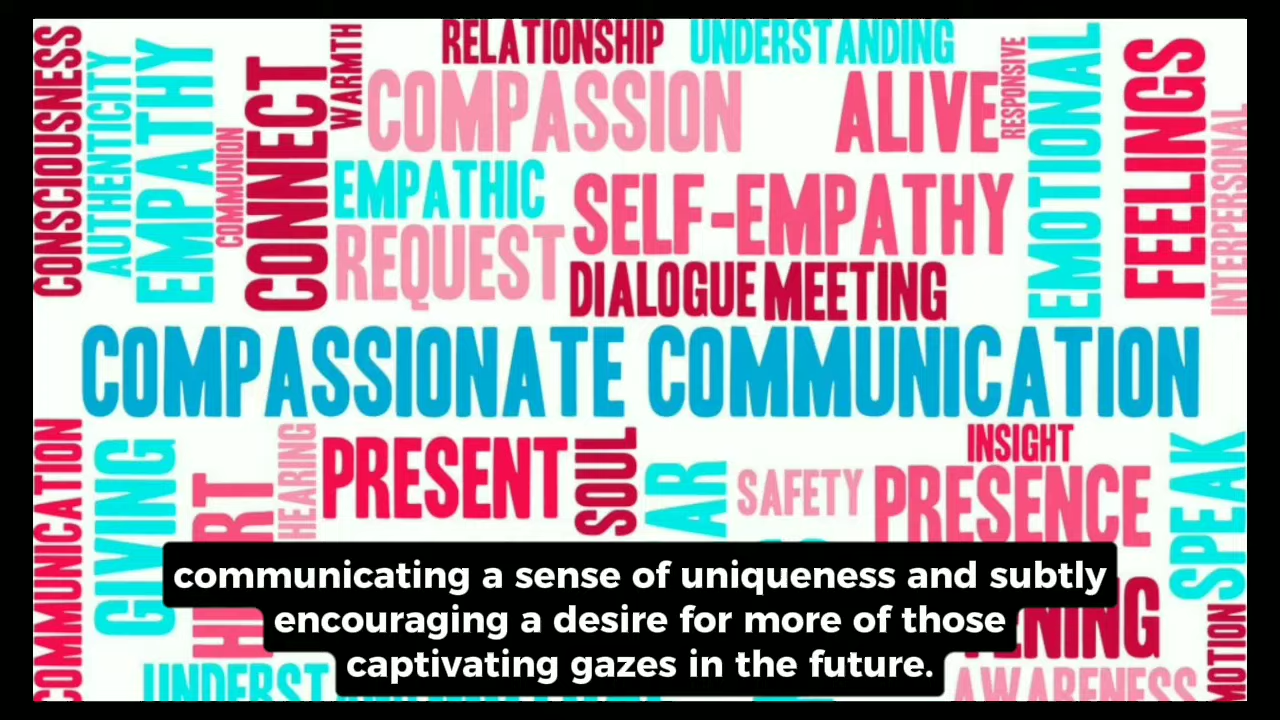 CONSCIOUSNESS
AUTHENTICITY
EMPATHY
COMMUNION
CONNECT
WARMTH
RELATIONSHIP
UNDERSTANDING
COMPASSION
ALIVE
RESPONSIVE
EMOTIONAL
FEELINGS
INTERPERSONAL
EMPATHIC
SELF-EMPATHY
REQUEST
DIALOGUE MEETING
COMPASSIONATE COMMUNICATION
COMMUNICATION
GIVING
HEARING
PRESENT
SOUL
SAFETY
INSIGHT
PRESENCE
SPEAK
AWARENESS
communicating a sense of uniqueness and subtly
encouraging a desire for more of those
captivating gazes in the future.